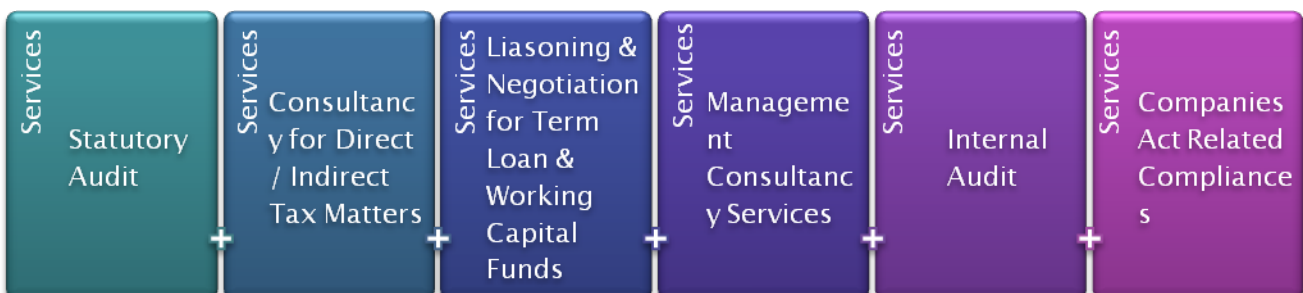 Services
Statutory
Audit
Services
Consultanc
y for Direct
/ Indirect
Tax Matters
Services
Liasoning &
Negotiation
for Term
Loan &
Working
Capital
Funds
Services
Manageme
nt
Consultanc
y Services
Services
Internal
Audit
Services
Companies
Act Related
Compliance
s